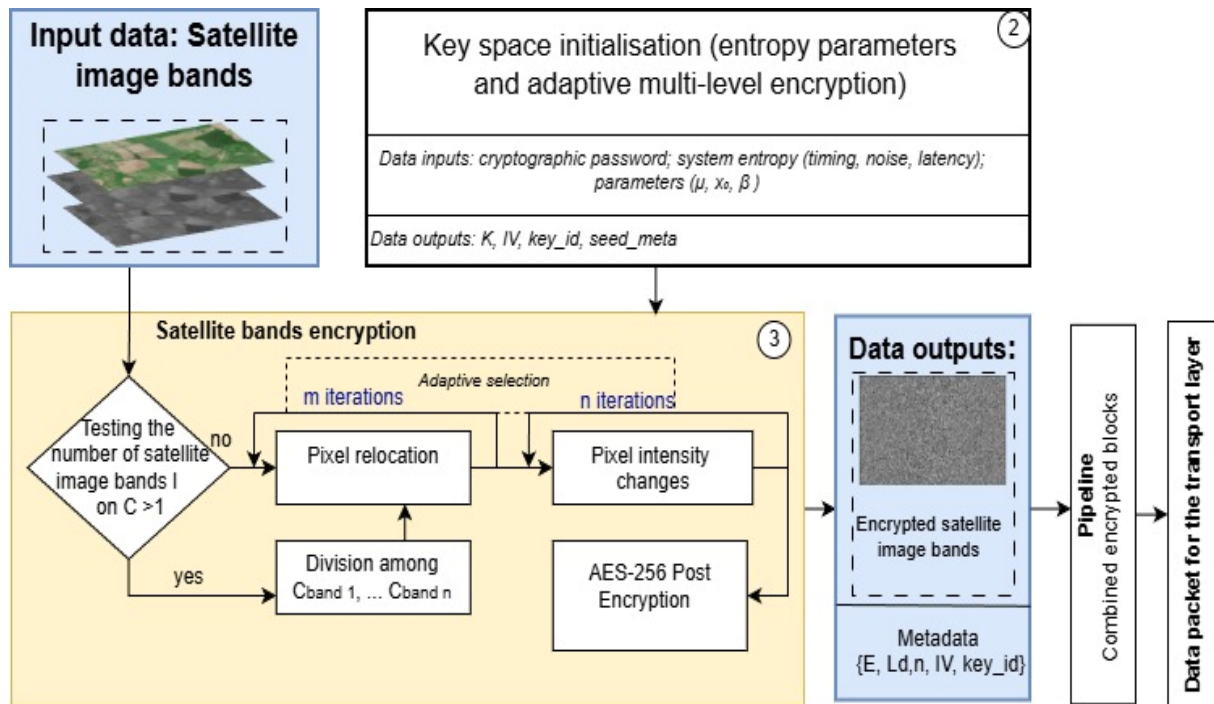 Input data: Satellite
image bands
2
Key space initialisation (entropy parameters
and adaptive multi-level encryption)
Data inputs: cryptographic password; system entropy (timing, noise, latency);
parameters (μ, x₀, β )
Data outputs: K, IV, key_id, seed_meta
Satellite bands encryption
3
Adaptive selection
m iterations
n iterations
Testing the
number of satellite
image bands I
on C >1
no
yes
Pixel relocation
Pixel intensity
changes
Division among
Cband 1, ... Cband n
AES-256 Post
Encryption
Data outputs:
Encrypted satellite
image bands
Metadata
{E, Ld,n, IV, key_id}
Pipeline
Combined encrypted blocks
Data packet for the transport layer